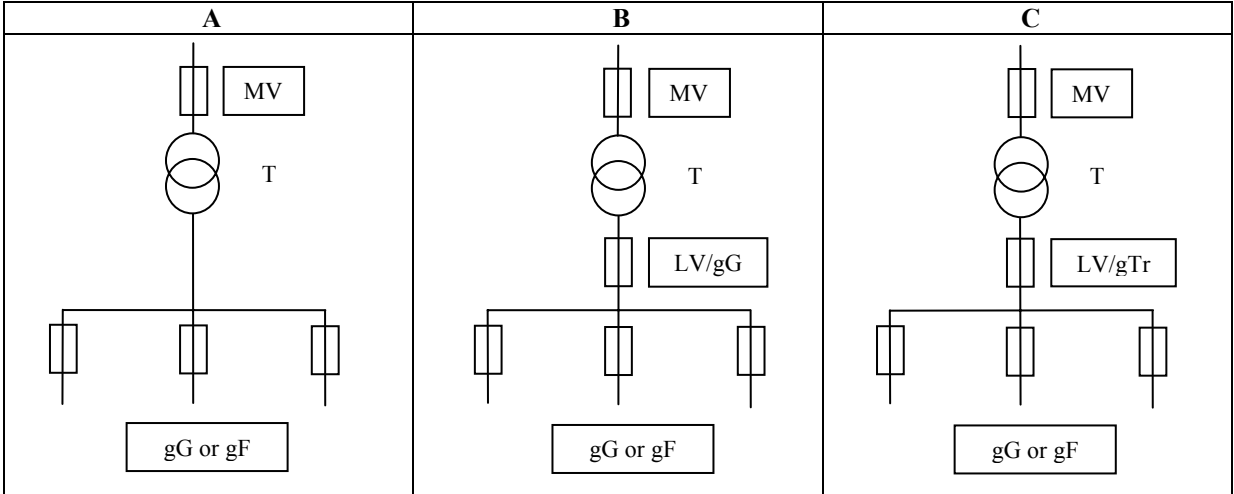 A B C
MV MV MV
T T T
LV/gG LV/gTr
gG or gF gG or gF gG or gF